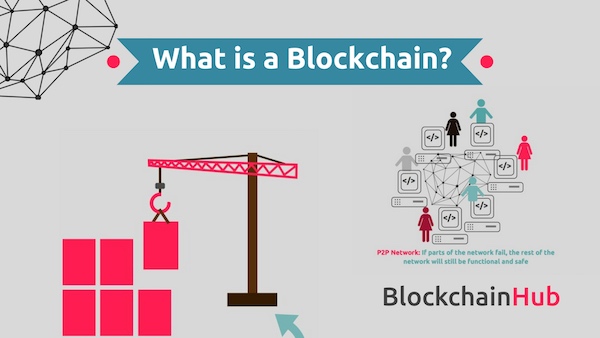 What is a Blockchain?
</>
</>
</>
</>
</>
</>
</>
P2P Network: If parts of the network fail, the rest of the
network will still be functional and safe
BlockchainHub